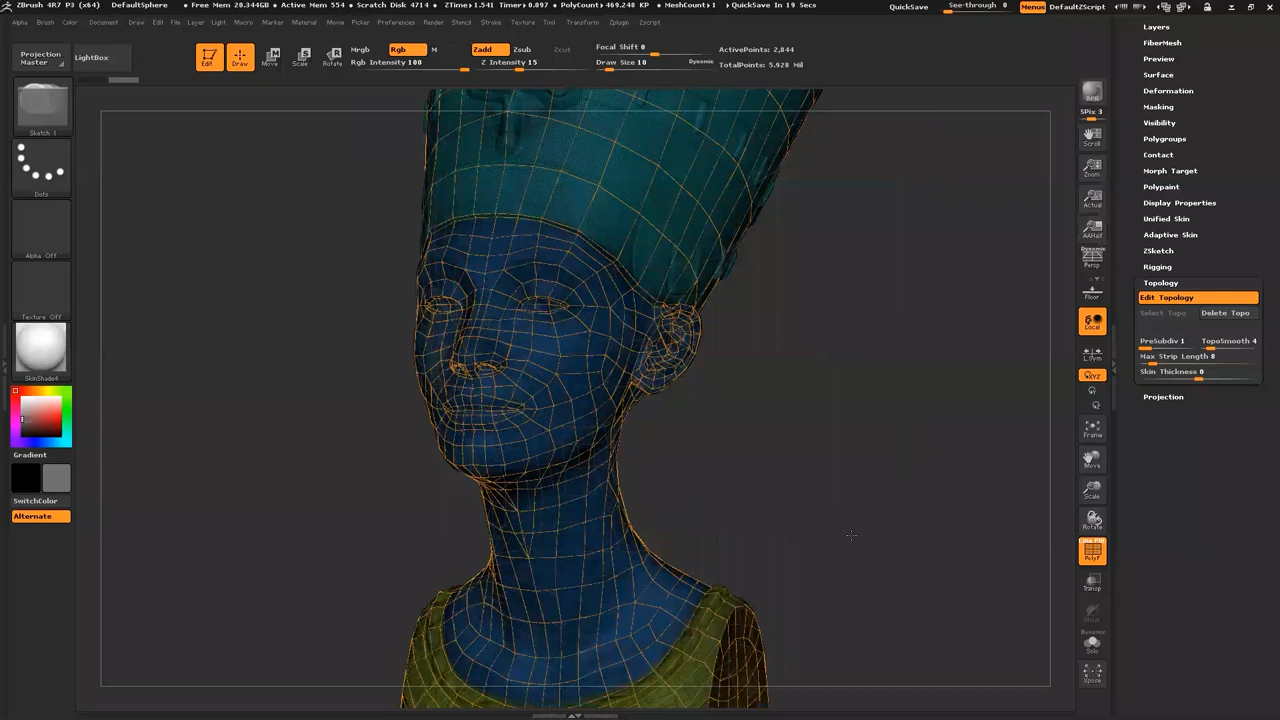 ZBrush 4R7 P3 (x64) DefaultSphere ● Free Mem 20.344GB ● Active Mem 554 ● Scratch Disk 4714 ● ZTime▸1.541 Timer▸0.097 ● PolyCount▸469.248 KP ● MeshCount▸1 ▲QuickSave In 19 Secs QuickSave See-through 0 Menus DefaultZScript
Alpha Brush Color Document Draw Edit File Layer Light Macro Marker Material Movie Picker Preferences Render Stencil Stroke Texture Tool Transform Zplugin Zscript
Projection Master
LightBox
Edit
Draw
Move
Scale
Rotate
Mrgb Rgb M
Rgb Intensity 100
Zadd Zsub Zcut
Z Intensity 15
Focal Shift 0
Draw Size 10 Dynamic
ActivePoints: 2,844
TotalPoints: 5.928 Mil
Sketch 1
Dots
Alpha Off
Texture Off
SkinShade4
Gradient
SwitchColor
Alternate
BPR
SPix 3
Scroll
Zoom
Actual
AAHalf
Dynamic
Persp
Floor
Local
L.Sym
XYZ
Frame
Move
Scale
Rotate
Line Fill
PolyF
Transp
Ghost
Dynamic
Solo
Xpose
Layers
FiberMesh
Preview
Surface
Deformation
Masking
Visibility
Polygroups
Contact
Morph Target
Polypaint
Display Properties
Unified Skin
Adaptive Skin
ZSketch
Rigging
Topology
Edit Topology
Select Topo Delete Topo
PreSubdiv 1 TopoSmooth 4
Max Strip Length 8
Skin Thickness 0
Projection